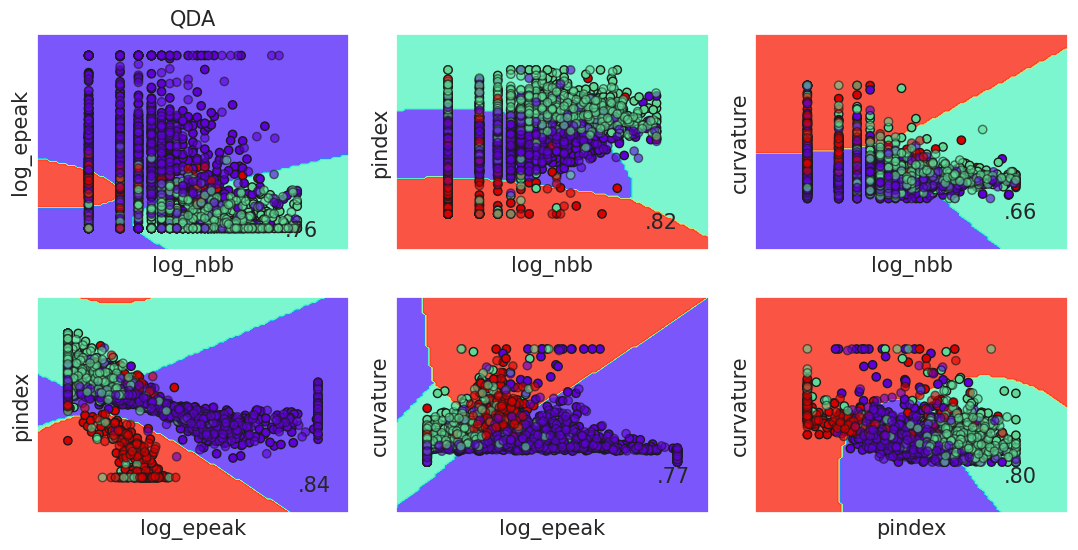 QDA
log_epeak
.76
log_nbb
pindex
.82
log_nbb
curvature
.66
log_nbb
pindex
.84
log_epeak
curvature
.77
log_epeak
curvature
.80
pindex